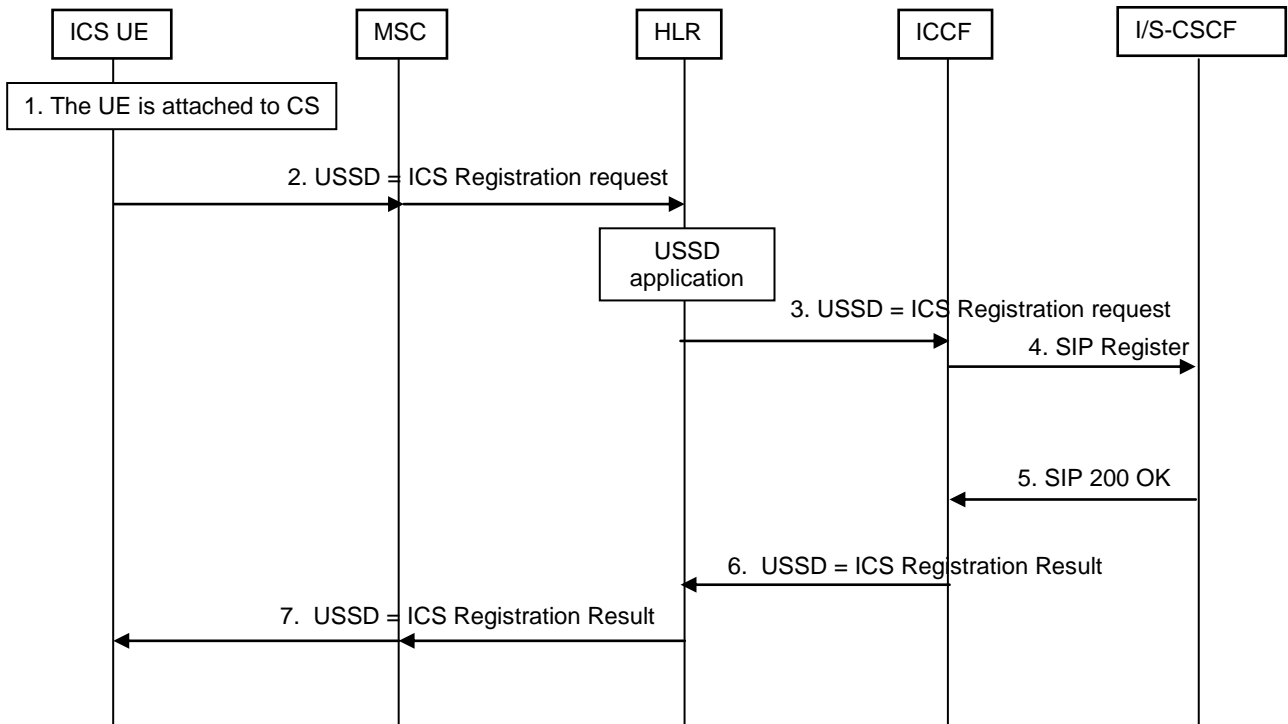 ICS UE
MSC
HLR
ICCF
I/S-CSCF
1. The UE is attached to CS
2. USSD = ICS Registration request
USSD
application
3. USSD = ICS Registration request
4. SIP Register
5. SIP 200 OK
6. USSD = ICS Registration Result
7. USSD = ICS Registration Result